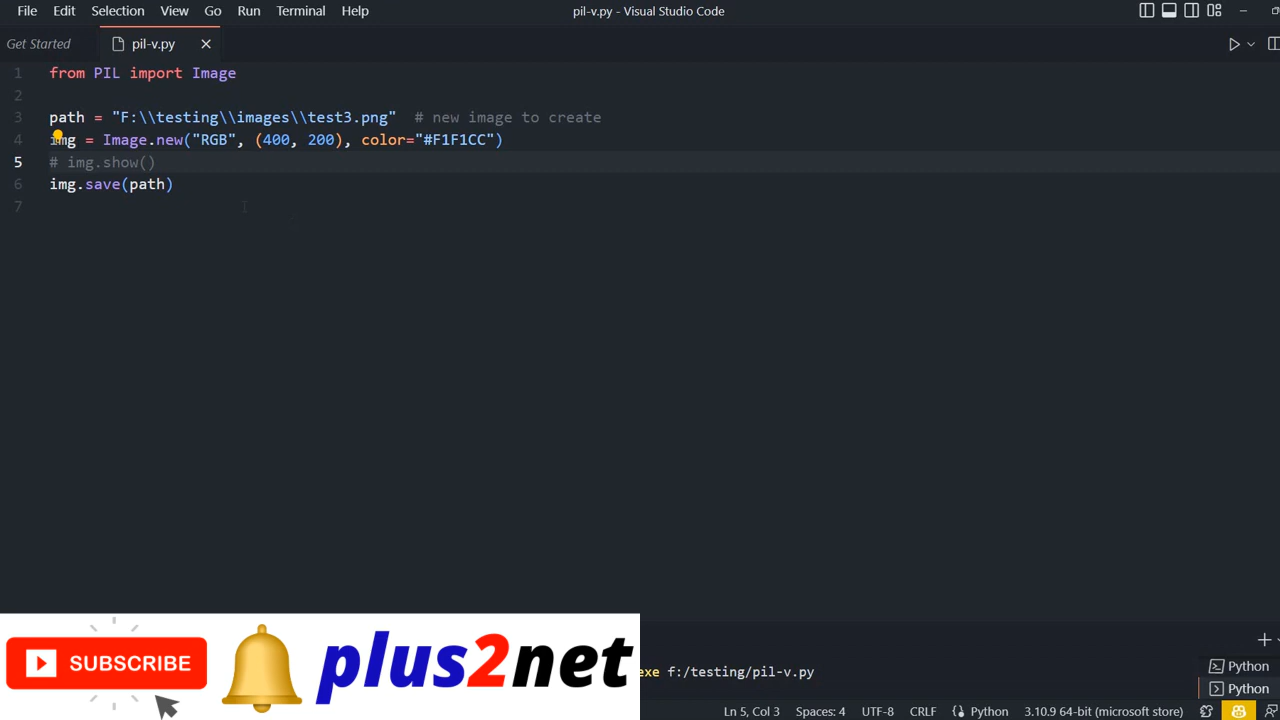 File Edit Selection View Go Run Terminal Help
pil-v.py - Visual Studio Code
Get Started
pil-v.py
1 from PIL import Image
2
3 path = "F:\\testing\\images\\test3.png"  # new image to create
4 img = Image.new("RGB", (400, 200), color="#F1F1CC")
5 # img.show()
6 img.save(path)
7
SUBSCRIBE
plus2net
exe f:/testing/pil-v.py
Python
Python
Ln 5, Col 3 Spaces: 4 UTF-8 CRLF Python 3.10.9 64-bit (microsoft store)